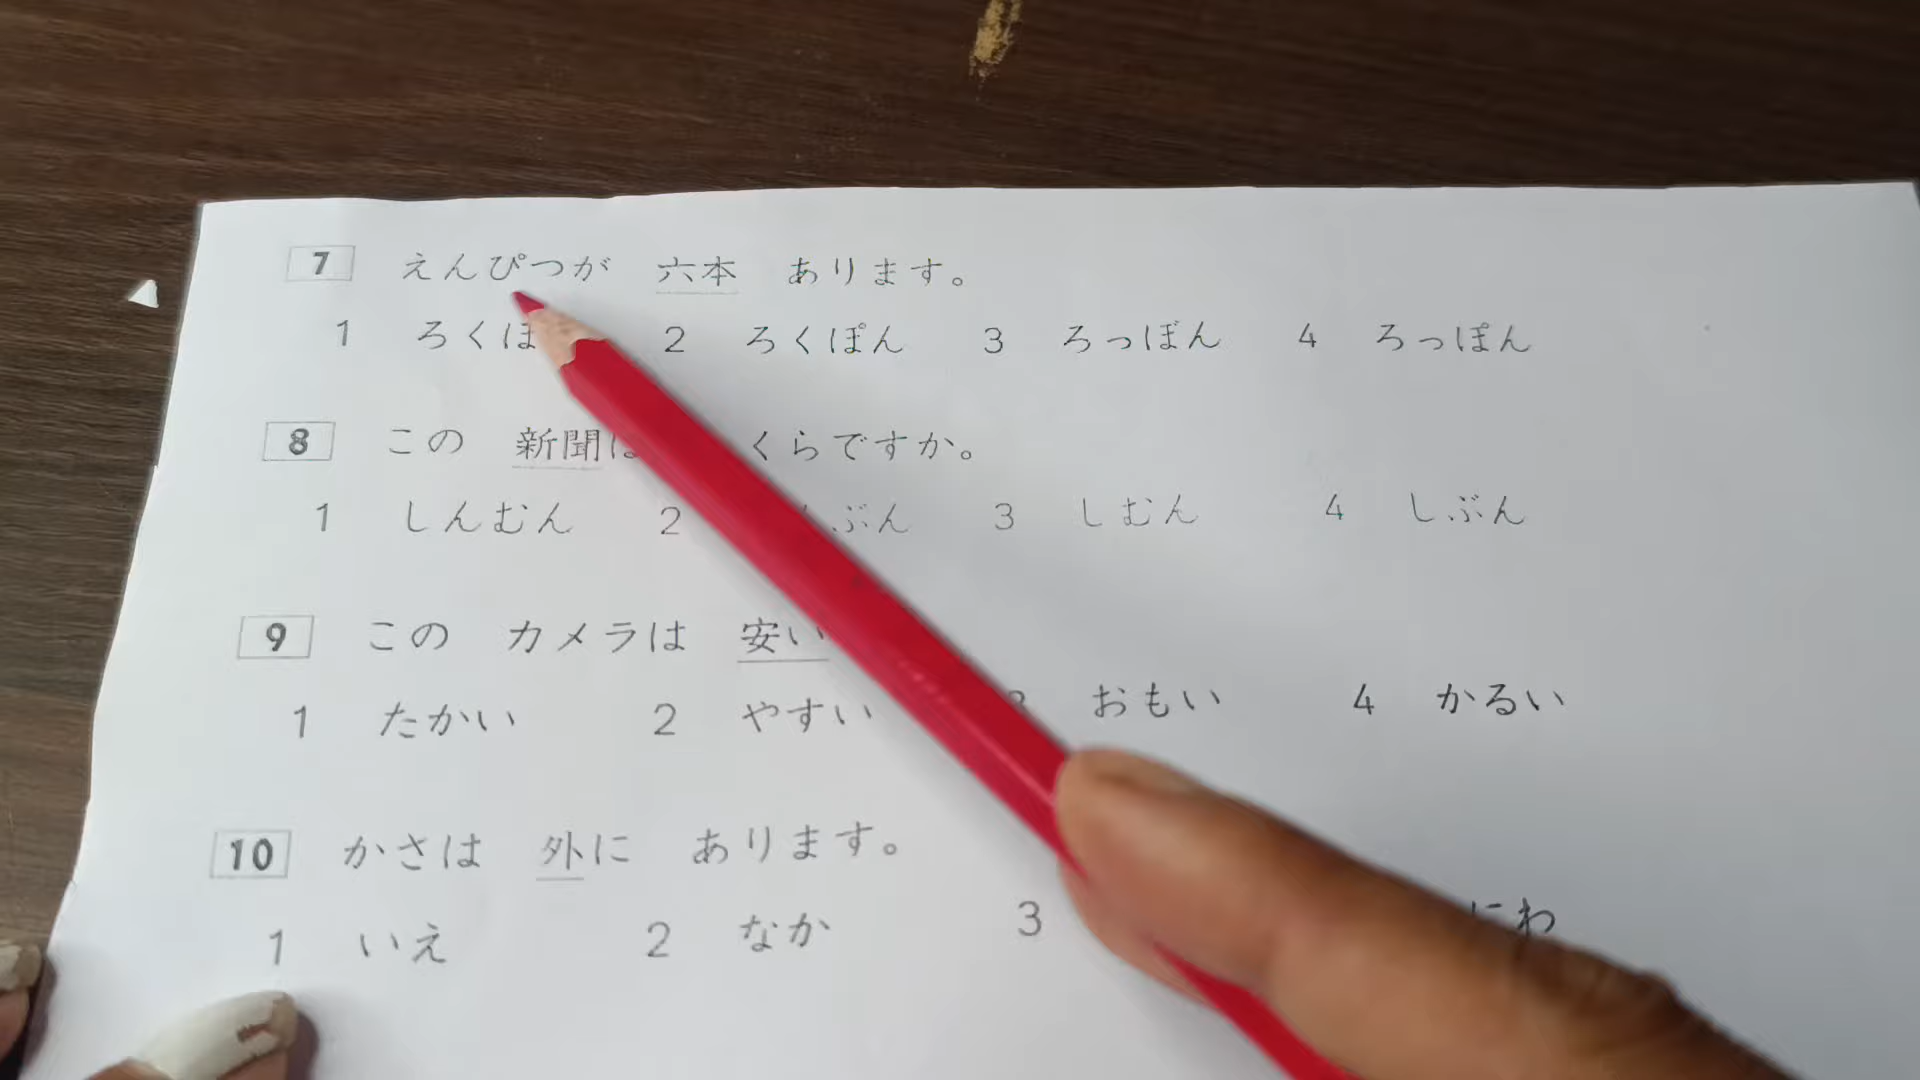 7 えんぴつが 六本 あります。
1 ろくほ 2 ろくぽん 3 ろっぼん 4 ろっぽん
8 この 新聞は くらですか。
1 しんむん 2 ぶん 3 しむん 4 しぶん
9 この カメラは 安い
1 たかい 2 やすい 3 おもい 4 かるい
10 かさは 外に あります。
1 いえ 2 なか 3 にわ